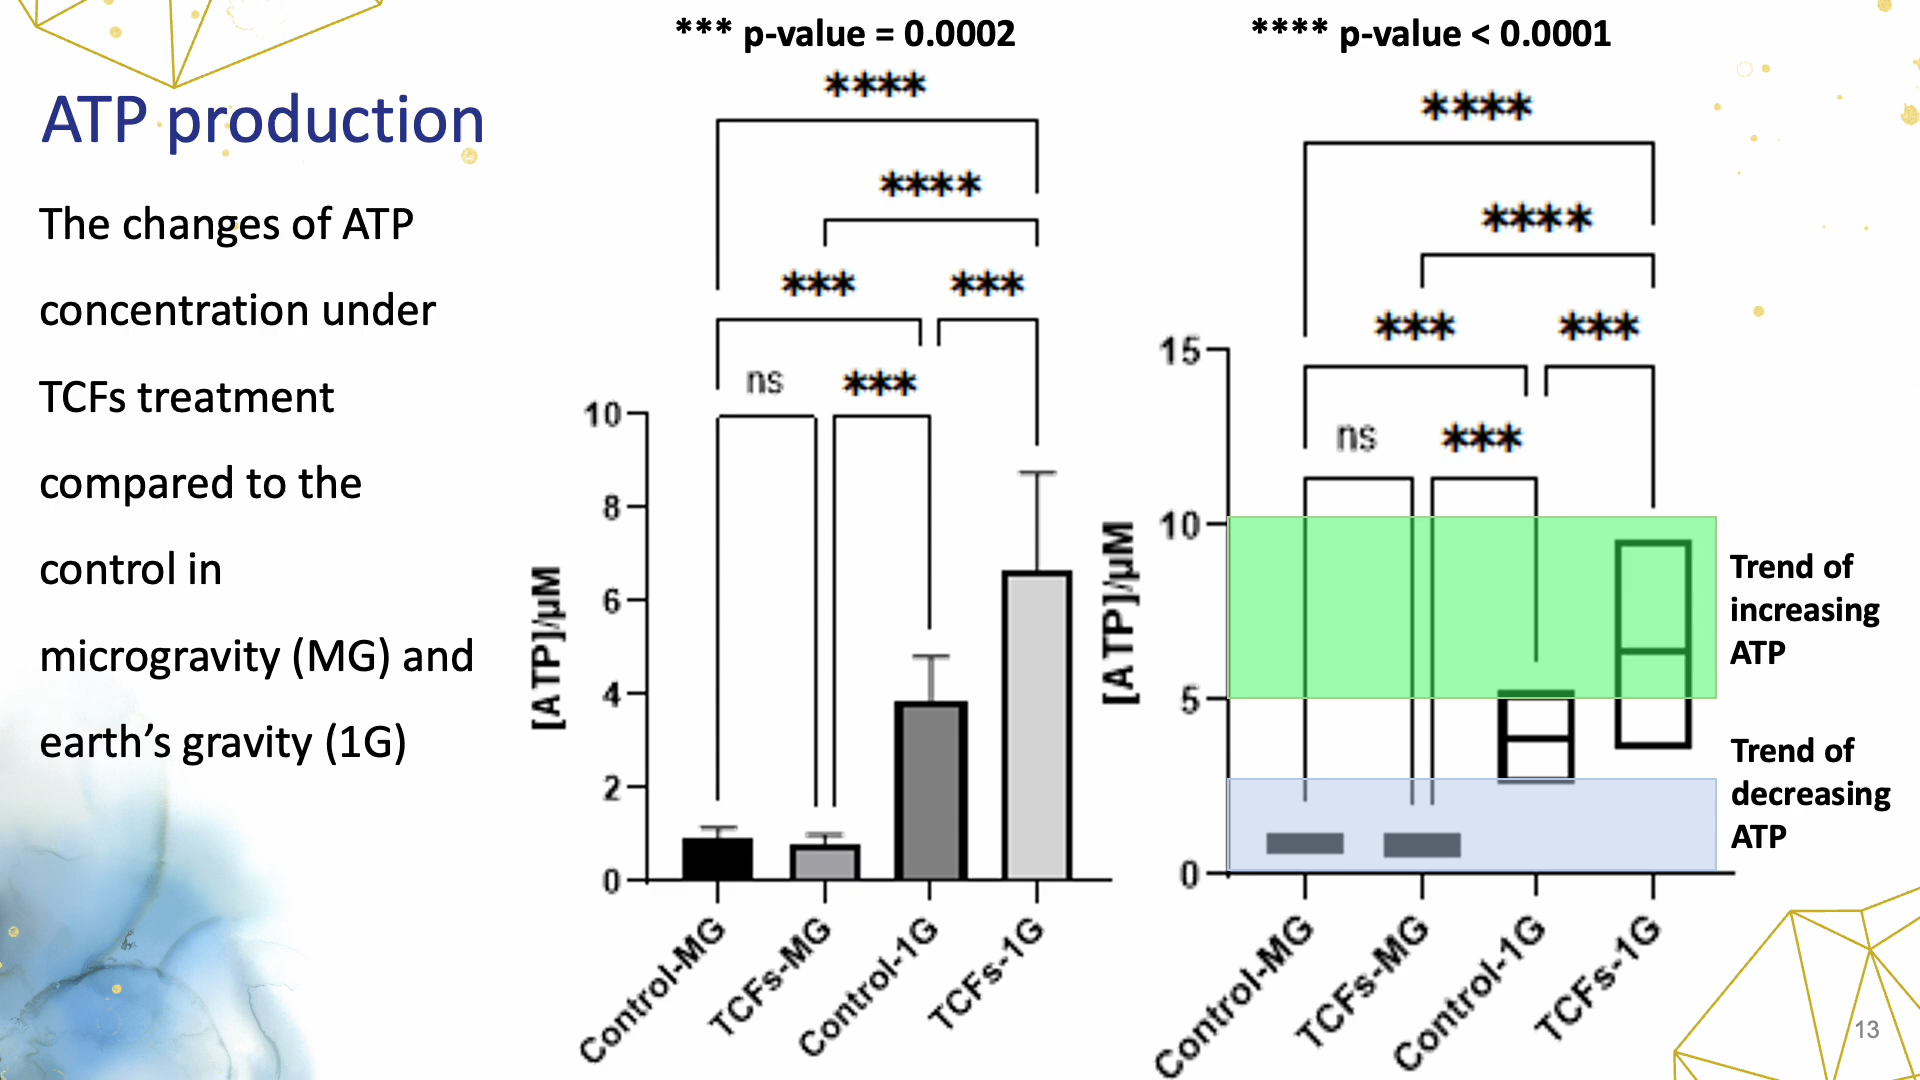 ATP production
The changes of ATP
concentration under
TCFs treatment
compared to the
control in
microgravity (MG) and
earth’s gravity (1G)
*** p-value = 0.0002
****
****
***
***
ns
***
10
8
6
4
2
0
[ATP]/µM
Control-MG
TCFs-MG
Control-1G
TCFs-1G
**** p-value < 0.0001
****
****
***
***
ns
***
15
10
5
0
[ATP]/µM
Control-MG
TCFs-MG
Control-1G
TCFs-1G
Trend of
increasing
ATP
Trend of
decreasing
ATP
13